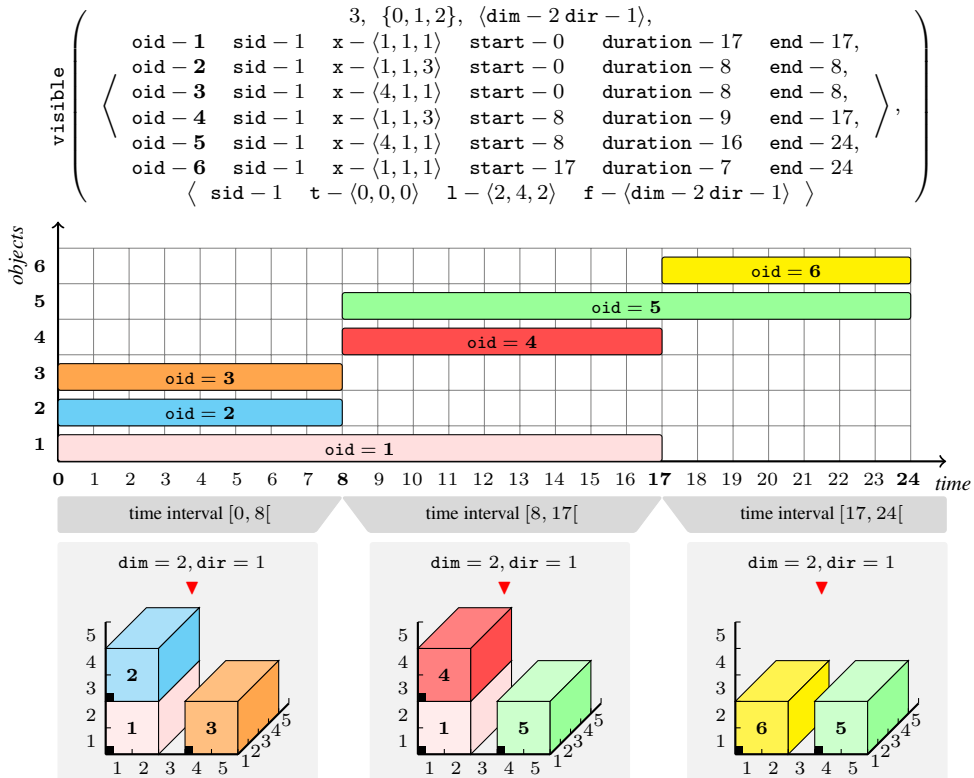 3, {0, 1, 2}, ⟨dim − 2 dir − 1⟩,
visible
oid − 1 sid − 1 x − ⟨1, 1, 1⟩ start − 0 duration − 17 end − 17,
oid − 2 sid − 1 x − ⟨1, 1, 3⟩ start − 0 duration − 8 end − 8,
oid − 3 sid − 1 x − ⟨4, 1, 1⟩ start − 0 duration − 8 end − 8,
oid − 4 sid − 1 x − ⟨1, 1, 3⟩ start − 8 duration − 9 end − 17,
oid − 5 sid − 1 x − ⟨4, 1, 1⟩ start − 8 duration − 16 end − 24,
oid − 6 sid − 1 x − ⟨1, 1, 1⟩ start − 17 duration − 7 end − 24
⟨ sid − 1 t − ⟨0, 0, 0⟩ l − ⟨2, 4, 2⟩ f − ⟨dim − 2 dir − 1⟩ ⟩
objects
6 oid = 6
5 oid = 5
4 oid = 4
3 oid = 3
2 oid = 2
1 oid = 1
0 1 2 3 4 5 6 7 8 9 10 11 12 13 14 15 16 17 18 19 20 21 22 23 24 time
time interval [0, 8[ time interval [8, 17[ time interval [17, 24[
dim = 2, dir = 1 dim = 2, dir = 1 dim = 2, dir = 1
5 5 5
4 2 4 4 4
3 3 3
2 1 3 2 1 5 2 6 5
1 1 1
1 2 3 4 5 1 2 3 4 5 1 2 3 4 5
1 2 3 4 5 1 2 3 4 5 1 2 3 4 5